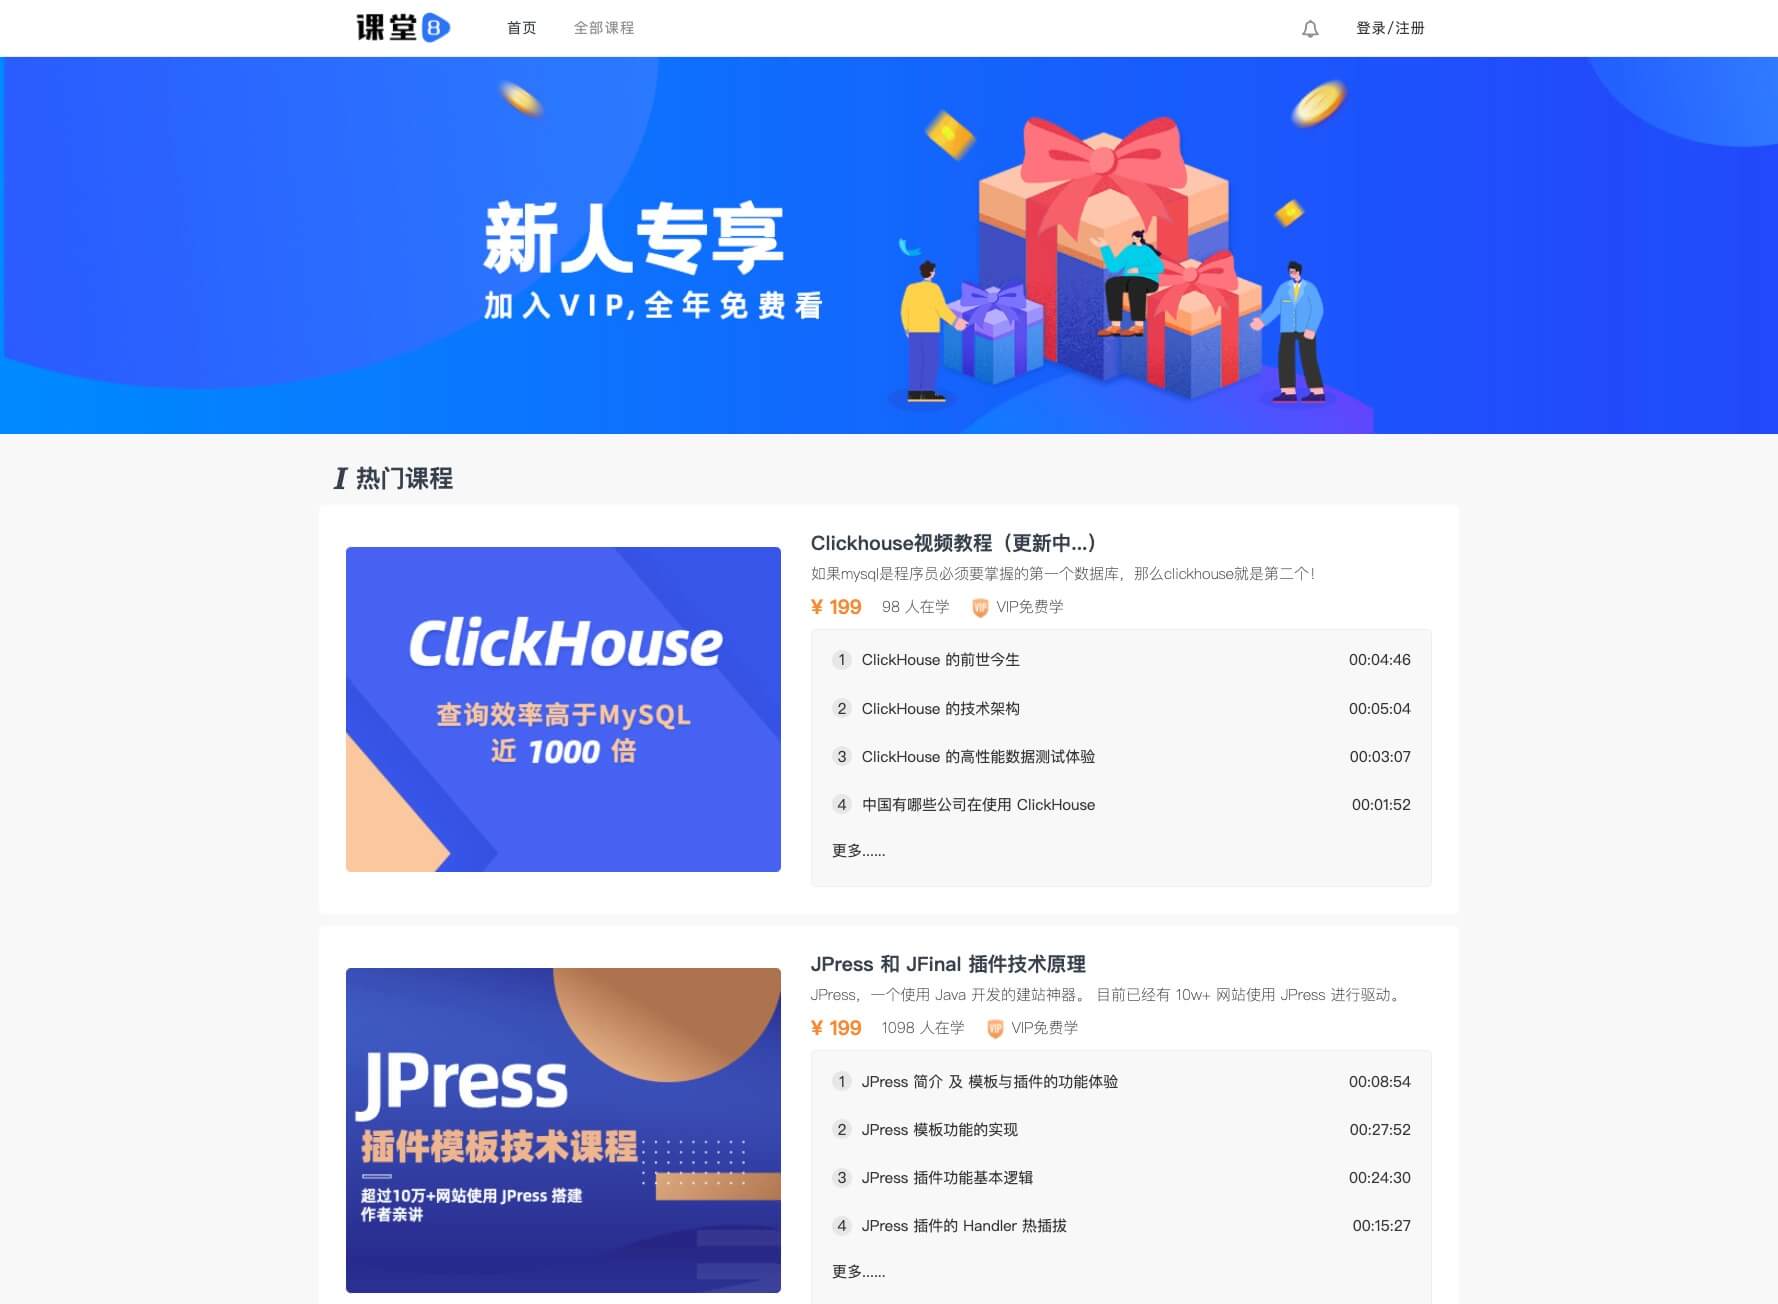 课堂8
首页
全部课程
登录/注册
新人专享
加入VIP,全年免费看
热门课程
ClickHouse
查询效率高于MySQL
近 1000 倍
Clickhouse视频教程（更新中...）
如果mysql是程序员必须要掌握的第一个数据库，那么clickhouse就是第二个！
¥ 199 98 人在学 VIP VIP免费学
1 ClickHouse 的前世今生 00:04:46
2 ClickHouse 的技术架构 00:05:04
3 ClickHouse 的高性能数据测试体验 00:03:07
4 中国有哪些公司在使用 ClickHouse 00:01:52
更多......
JPress
插件模板技术课程
超过10万+网站使用 JPress 搭建
作者亲讲
JPress 和 JFinal 插件技术原理
JPress，一个使用 Java 开发的建站神器。 目前已经有 10w+ 网站使用 JPress 进行驱动。
¥ 199 1098 人在学 VIP VIP免费学
1 JPress 简介 及 模板与插件的功能体验 00:08:54
2 JPress 模板功能的实现 00:27:52
3 JPress 插件功能基本逻辑 00:24:30
4 JPress 插件的 Handler 热插拔 00:15:27
更多......